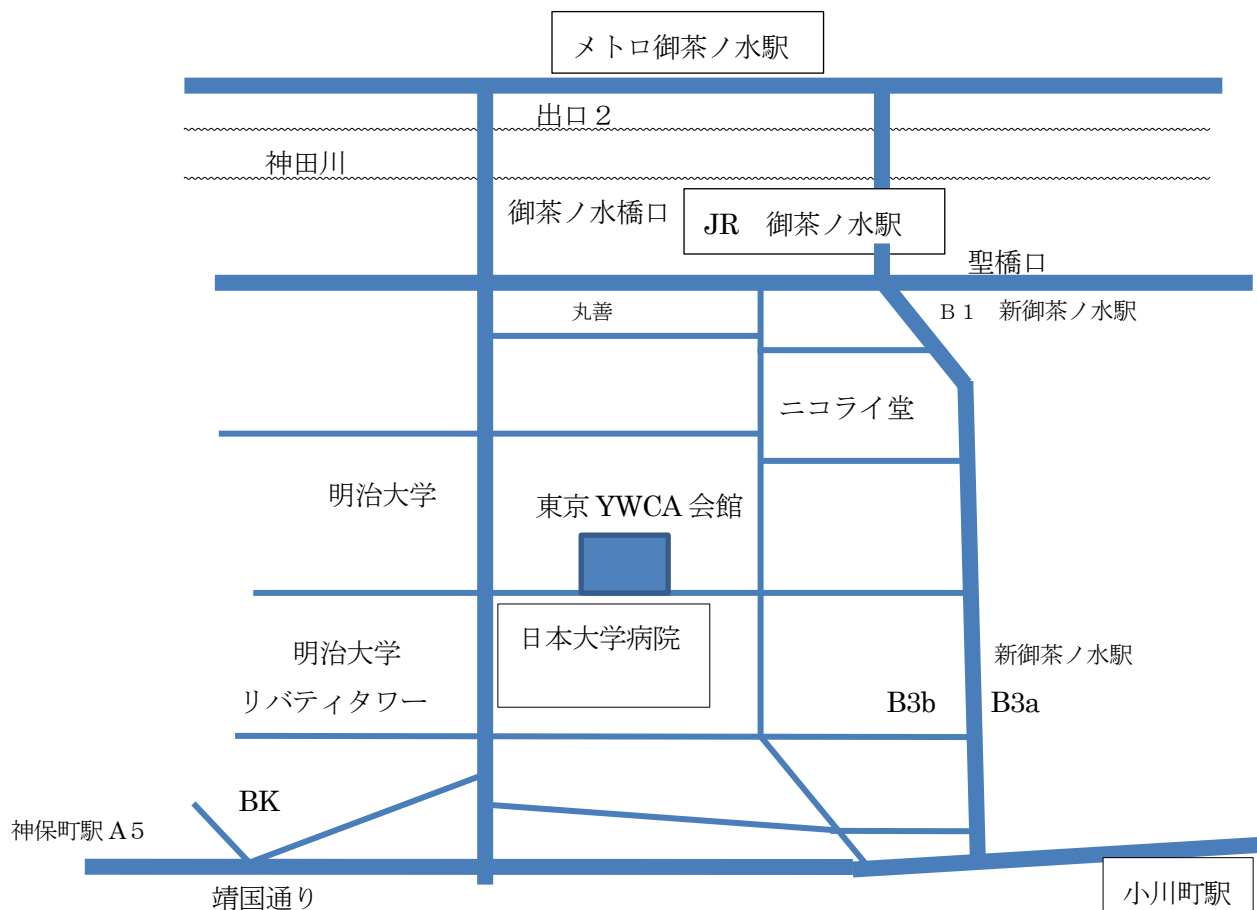 メトロ御茶ノ水駅
出口２
神田川
御茶ノ水橋口
JR　御茶ノ水駅
聖橋口
丸善
Ｂ１　新御茶ノ水駅
ニコライ堂
明治大学
東京 YWCA 会館
日本大学病院
明治大学
リバティタワー
新御茶ノ水駅
B3b
B3a
BK
神保町駅 A５
靖国通り
小川町駅